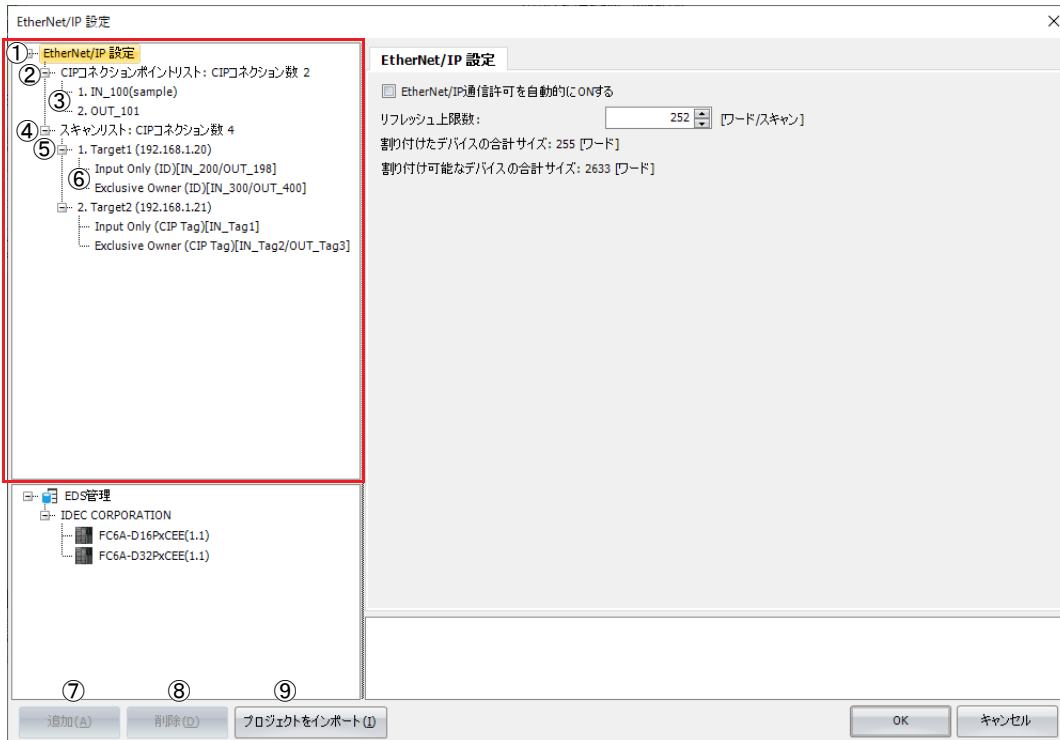 EtherNet/IP 設定
① EtherNet/IP 設定
② CIPコネクションポイントリスト: CIPコネクション数 2
③ 1. IN_100(sample)
2. OUT_101
④ スキャンリスト: CIPコネクション数 4
⑤ 1. Target1 (192.168.1.20)
⑥ Input Only (ID)[IN_200/OUT_198]
Exclusive Owner (ID)[IN_300/OUT_400]
2. Target2 (192.168.1.21)
Input Only (CIP Tag)[IN_Tag1]
Exclusive Owner (CIP Tag)[IN_Tag2/OUT_Tag3]
EtherNet/IP 設定
EtherNet/IP通信許可を自動的にONする
リフレッシュ上限数: 252 [ワード/スキャン]
割り付けたデバイスの合計サイズ: 255 [ワード]
割り付け可能なデバイスの合計サイズ: 2633 [ワード]
EDS管理
IDEC CORPORATION
FC6A-D16PxCEE(1.1)
FC6A-D32PxCEE(1.1)
⑦ ⑧ ⑨
追加(A) 削除(D) プロジェクトをインポート(I) OK キャンセル